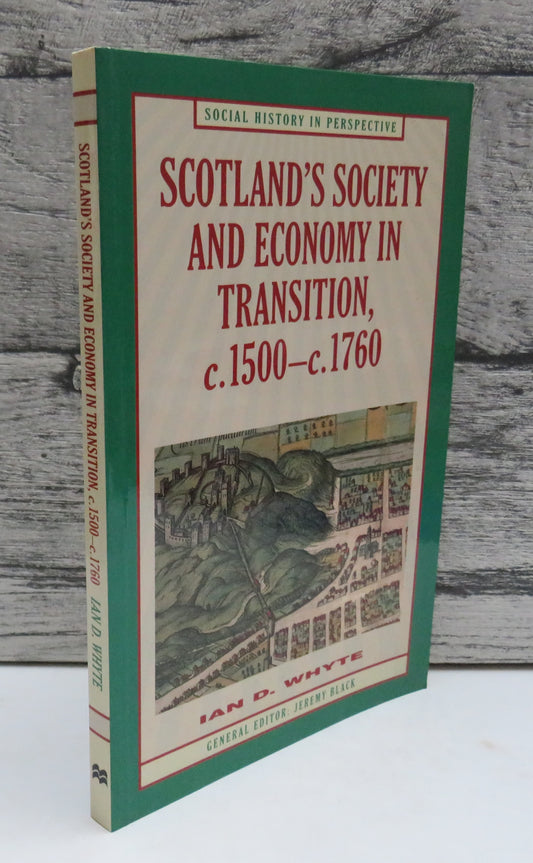 SOCIAL HISTORY IN PERSPECTIVE
SCOTLAND'S SOCIETY
AND ECONOMY IN
TRANSITION,
c.1500–c.1760
IAN D. WHYTE
GENERAL EDITOR: JEREMY BLACK
SCOTLAND'S SOCIETY AND ECONOMY IN TRANSITION, c.1500–c.1760 IAN D. WHYTE